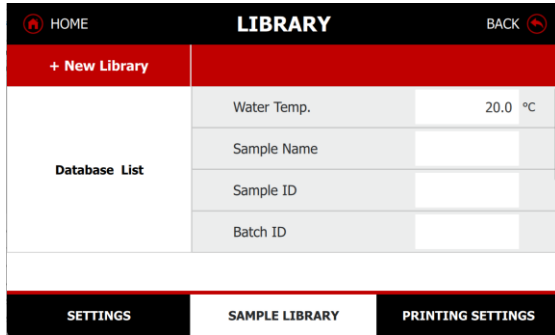 HOME LIBRARY BACK
+ New Library
Water Temp. 20.0 °C
Sample Name
Database List
Sample ID
Batch ID
SETTINGS SAMPLE LIBRARY PRINTING SETTINGS